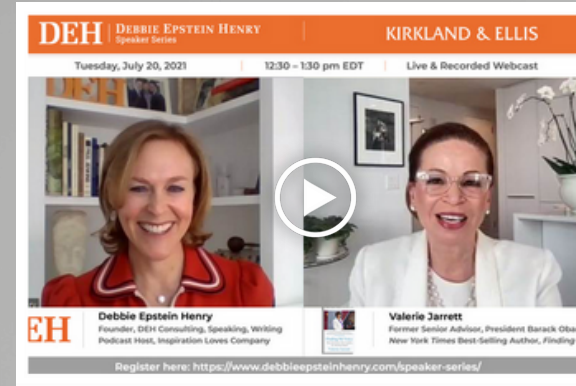 DEH DEBBIE EPSTEIN HENRY
Speaker Series
KIRKLAND & ELLIS
Tuesday, July 20, 2021 12:30 – 1:30 pm EDT Live & Recorded Webcast
DEH
EH
Debbie Epstein Henry
Founder, DEH Consulting, Speaking, Writing
Podcast Host, Inspiration Loves Company
Valerie Jarrett
Former Senior Advisor, President Barack Oba
New York Times Best-Selling Author, Finding
Register here: https://www.debbieepsteinhenry.com/speaker-series/